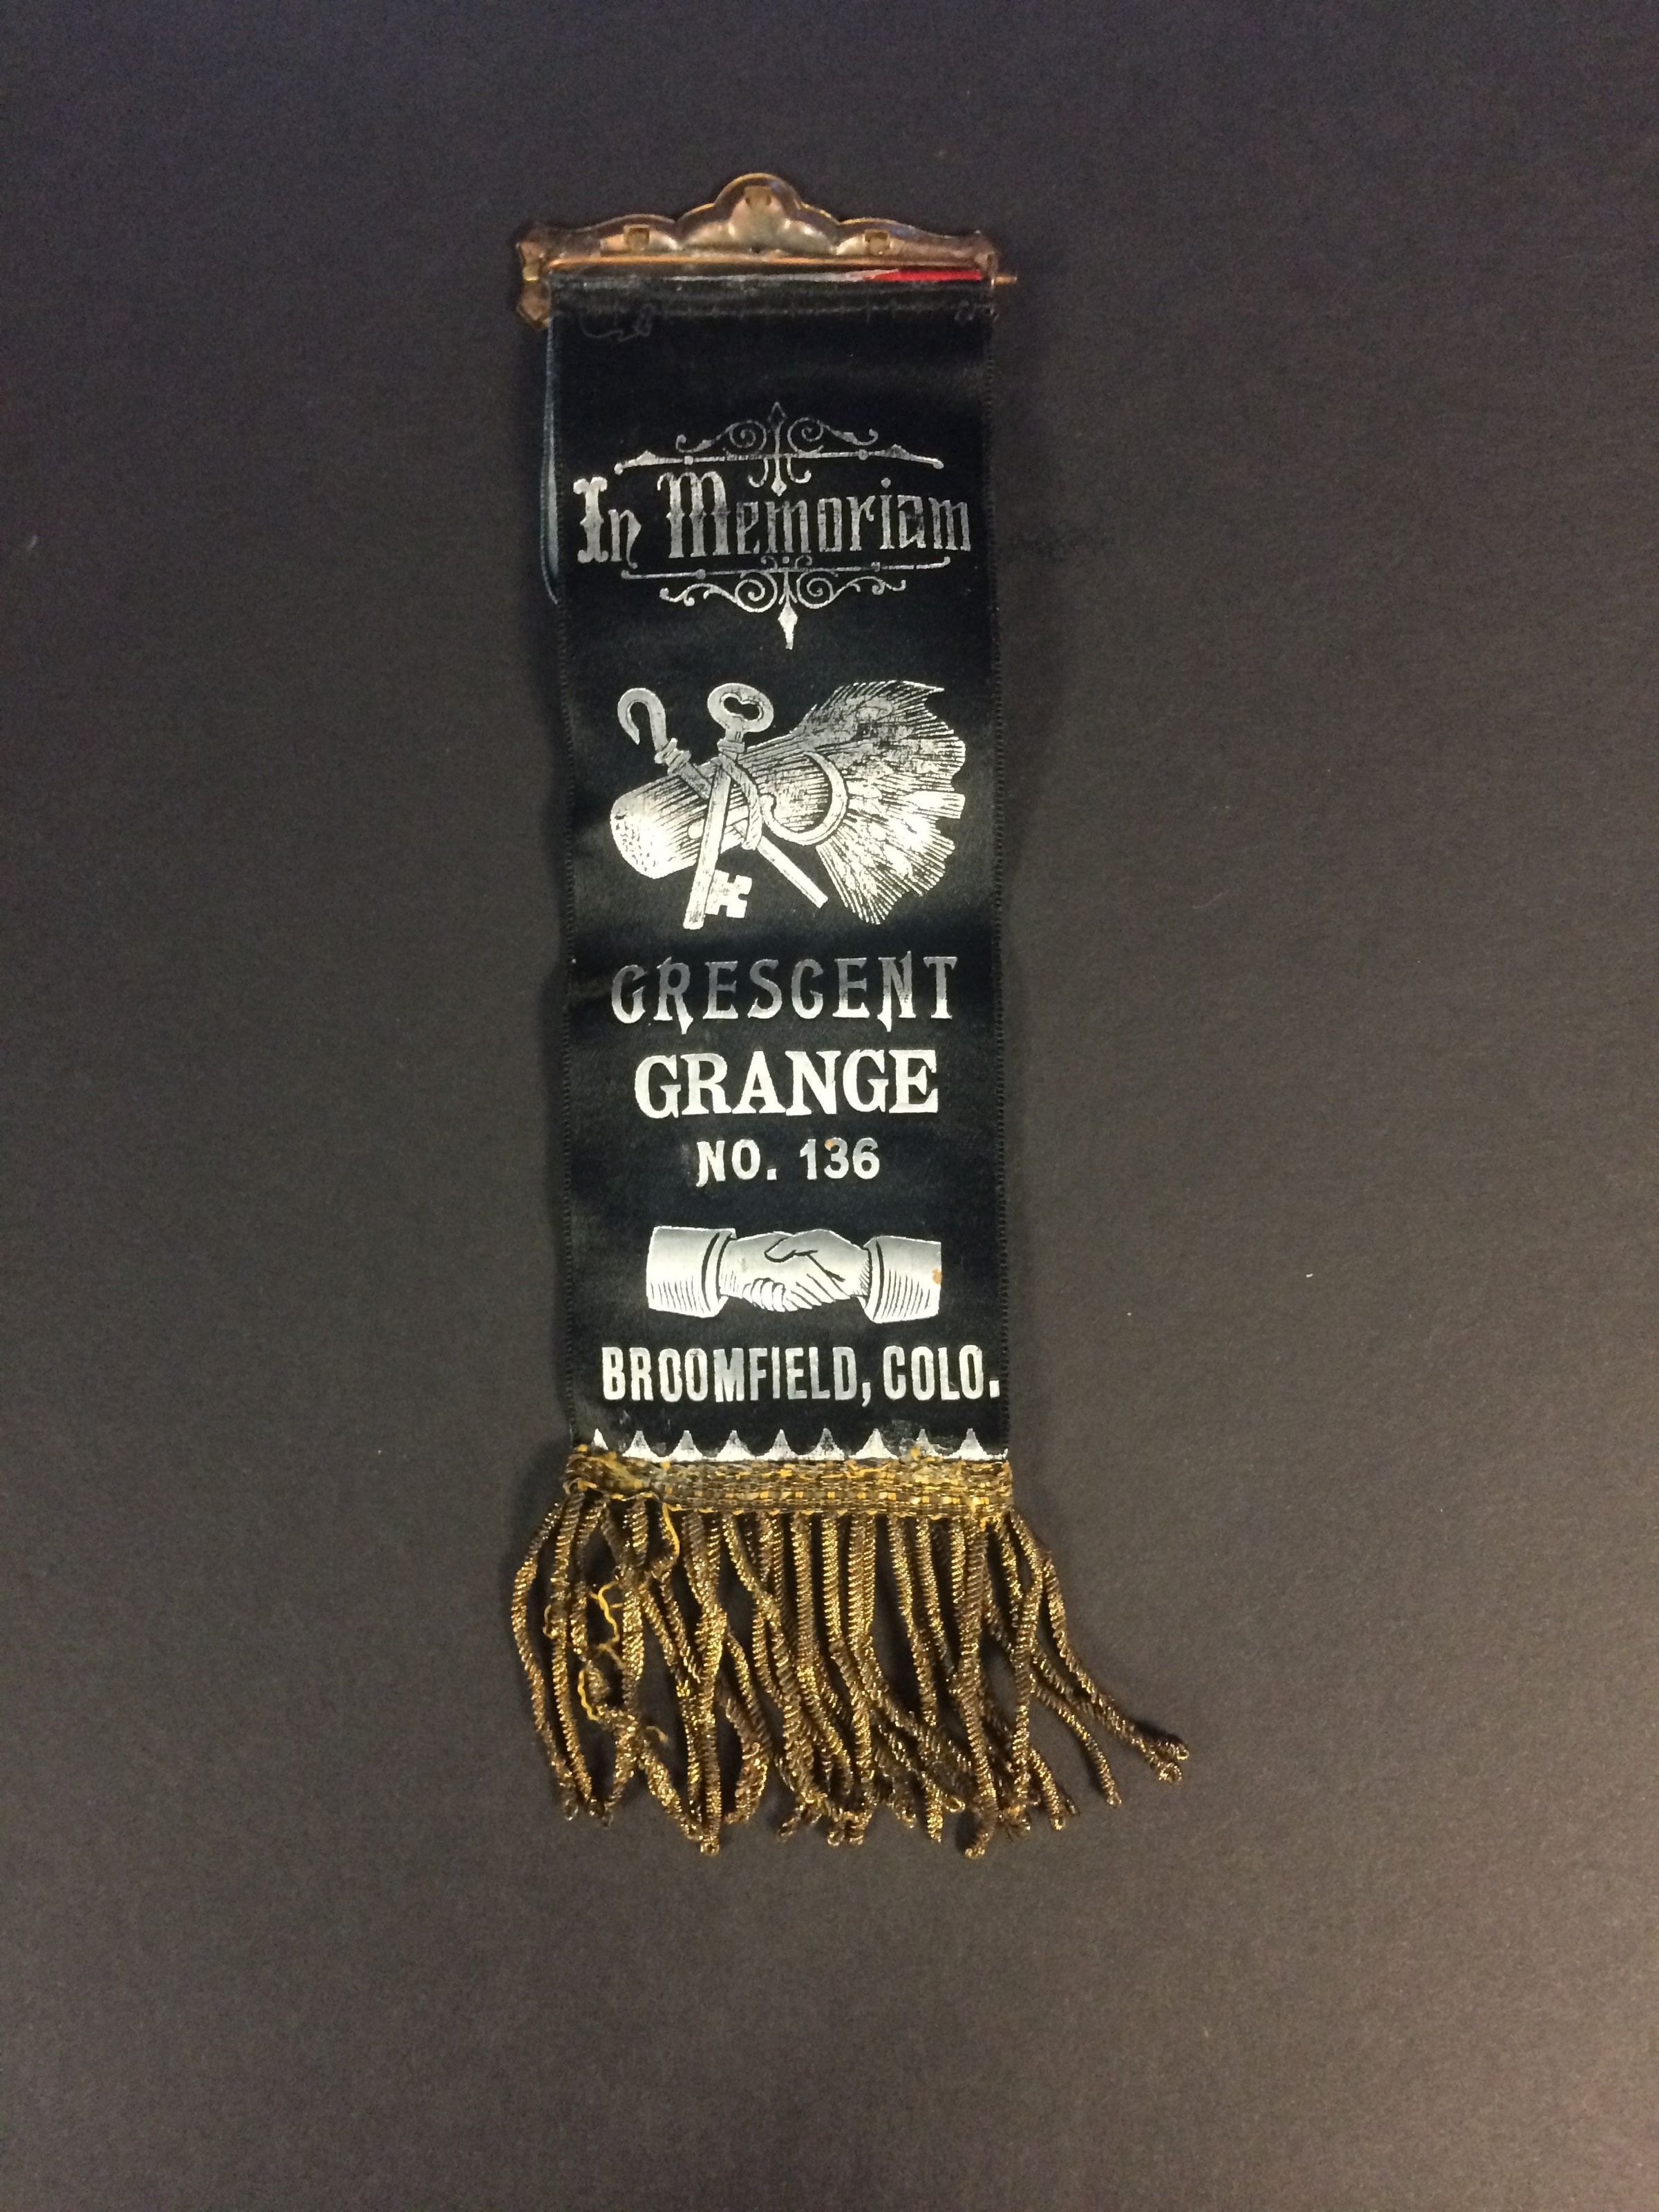 In Memoriam
CRESCENT
GRANGE
NO. 136
BROOMFIELD, COLO.